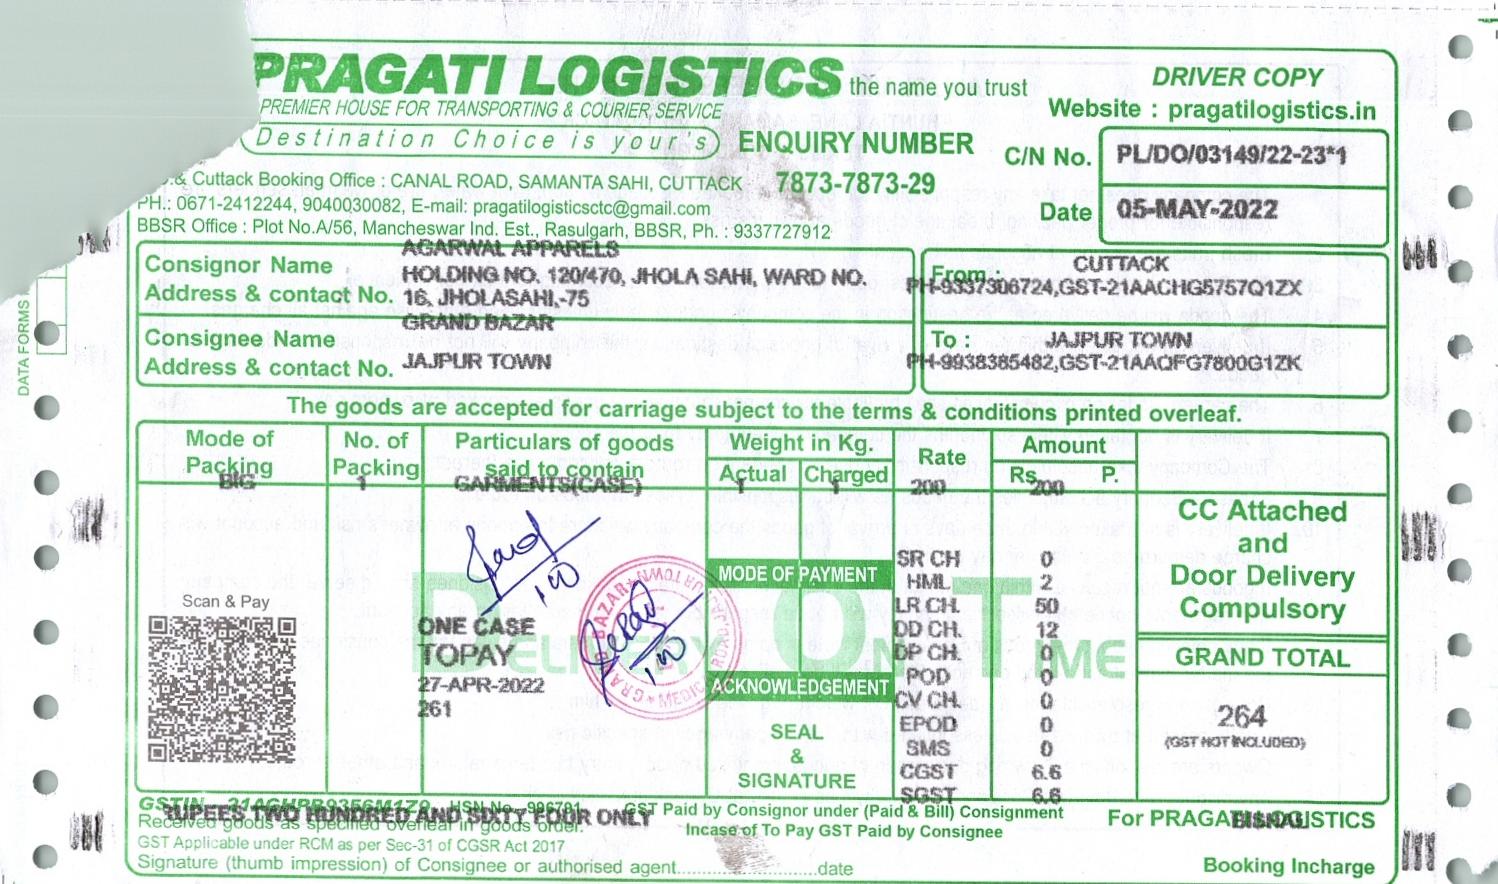 PRAGATI LOGISTICS the name you trust
DRIVER COPY
PREMIER HOUSE FOR TRANSPORTING & COURIER SERVICE
Website : pragatilogistics.in
Destination Choice is your's
ENQUIRY NUMBER
7873-7873-29
C/N No. PL/DO/03149/22-23*1
Date 05-MAY-2022
& Cuttack Booking Office : CANAL ROAD, SAMANTA SAHI, CUTTACK
PH.: 0671-2412244, 9040030082, E-mail: pragatilogisticsctc@gmail.com
BBSR Office : Plot No.A/56, Mancheswar Ind. Est., Rasulgarh, BBSR, Ph. : 9337727912
Consignor Name
Address & contact No.
AGARWAL APPARELS
HOLDING NO. 120/470, JHOLA SAHI, WARD NO.
16, JHOLASAHI,-75
From : CUTTACK
PH-9337306724,GST-21AACHG5757Q1ZX
Consignee Name
Address & contact No.
GRAND BAZAR
JAJPUR TOWN
To : JAJPUR TOWN
PH-9938385482,GST-21AAQFG7800G1ZK
DATA FORMS
The goods are accepted for carriage subject to the terms & conditions printed overleaf.
Mode of Packing
No. of Packing
Particulars of goods said to contain
Weight in Kg.
Actual Charged
Rate
Amount
Rs. P.
BIG 1 GARMENTS(CASE) 1 1 200 200
CC Attached
and
Door Delivery
Compulsory
MODE OF PAYMENT
SR CH 0
HML 2
LR CH. 50
DD CH. 12
DP CH. 0
POD 0
CV CH. 0
EPOD 0
SMS 0
CGST 6.6
SGST 6.6
Scan & Pay
ONE CASE
TOPAY
27-APR-2022
261
DELIVERY ON TIME
GRAND BAZAR
ACKNOWLEDGEMENT
SEAL
&
SIGNATURE
GRAND TOTAL
264
(GST NOT INCLUDED)
GSTIN HSN No. 996791
RUPEES TWO HUNDRED AND SIXTY FOUR ONLY
Received goods as specified overleaf in goods order.
GST Applicable under RCM as per Sec-31 of CGSR Act 2017
Signature (thumb impression) of Consignee or authorised agent....................date
GST Paid by Consignor under (Paid & Bill) Consignment
Incase of To Pay GST Paid by Consignee
For PRAGATI LOGISTICS
Booking Incharge